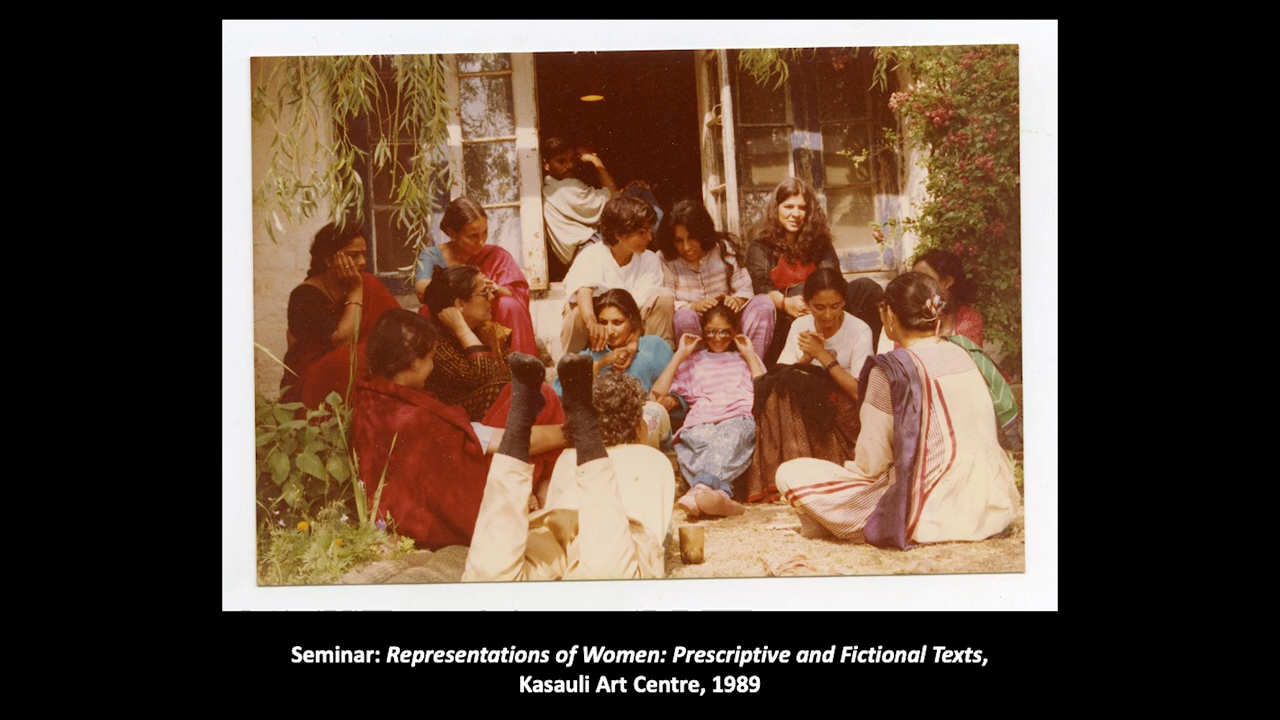 Seminar: Representations of Women: Prescriptive and Fictional Texts,
Kasauli Art Centre, 1989